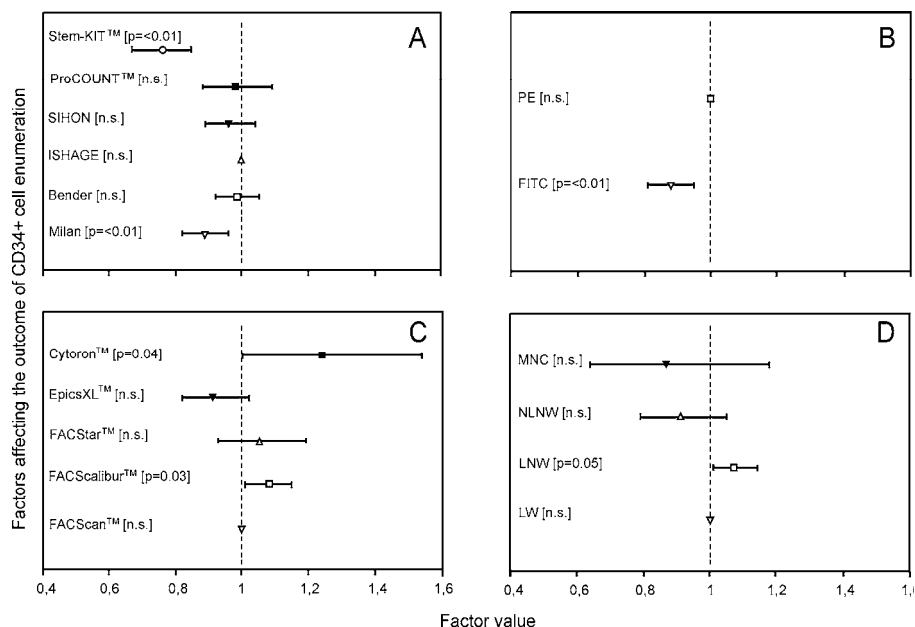 Factors affecting the outcome of CD34+ cell enumeration
A
Stem-KIT™ [p=<0.01]
ProCOUNT™ [n.s.]
SIHON [n.s.]
ISHAGE [n.s.]
Bender [n.s.]
Milan [p=<0.01]
B
PE [n.s.]
FITC [p=<0.01]
C
Cytoron™ [p=0.04]
EpicsXL™ [n.s.]
FACStar™ [n.s.]
FACScalibur™ [p=0.03]
FACScan™ [n.s.]
0,4 0,6 0,8 1 1,2 1,4 1,6
D
MNC [n.s.]
NLNW [n.s.]
LNW [p=0.05]
LW [n.s.]
0,4 0,6 0,8 1 1,2 1,4 1,6
Factor value